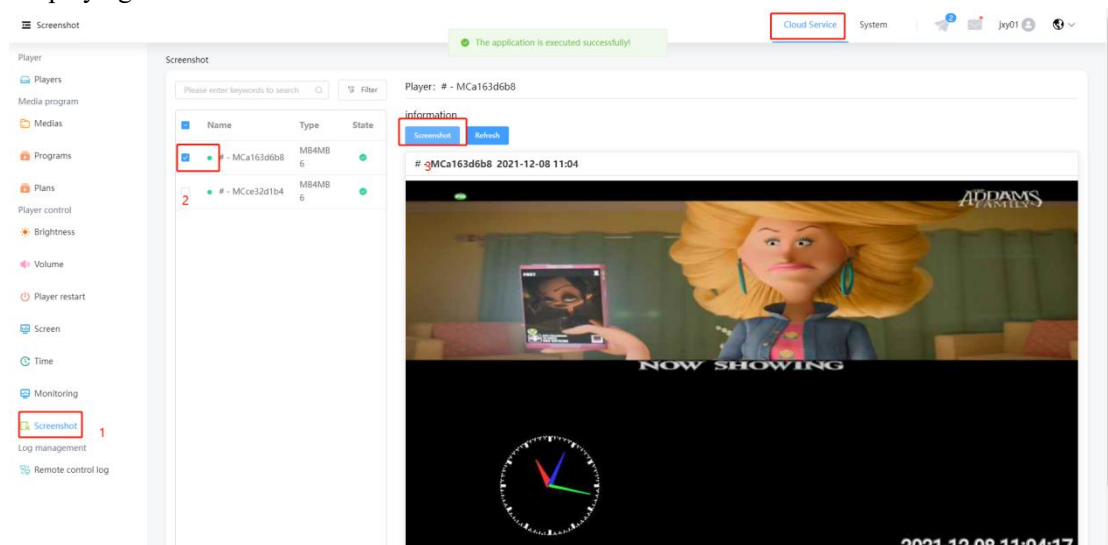 Screenshot
Cloud Service
System
2
jxy01
The application is executed successfully!
Player
Players
Media program
Medias
Programs
Plans
Player control
Brightness
Volume
Player restart
Screen
Time
Monitoring
Screenshot
1
Log management
Remote control log
Screenshot
Please enter keywords to search
Filter
Name Type State
# - MCa163d6b8 MB4MB
6
# - MCce32d1b4 MB4MB
6
2
Player: # - MCa163d6b8
information
Screenshot Refresh
3
# - MCa163d6b8 2021-12-08 11:04
ADDAMS
FAMILY
NOW SHOWING
2021-12-08 11:04:17